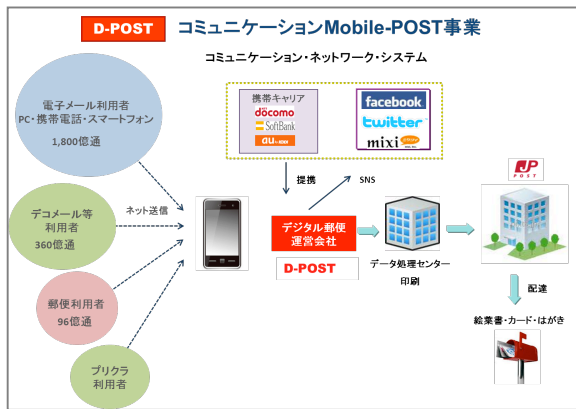 D-POST
コミュニケーションMobile-POST事業
コミュニケーション・ネットワーク・システム
電子メール利用者
PC・携帯電話・スマートフォン
1,800億通
携帯キャリア
docomo
SoftBank
au
facebook
twitter
mixi
提携
SNS
デコメール等
利用者
360億通
ネット送信
郵便利用者
96億通
プリクラ
利用者
デジタル郵便
運営会社
D-POST
データ処理センター
印刷
JP
POST
配達
絵葉書・カード・はがき